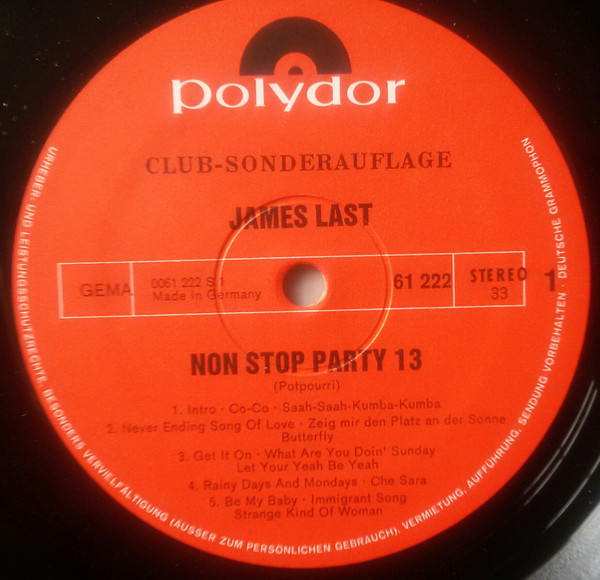 polydor
CLUB-SONDERAUFLAGE
JAMES LAST
GEMA
0061 222 S 1
Made in Germany
61 222
STEREO
33
1
NON STOP PARTY 13
(Potpourri)
1. Intro · Co-Co · Saah-Saah-Kumba-Kumba
2. Never Ending Song Of Love · Zeig mir den Platz an der Sonne
Butterfly
3. Get It On · What Are You Doin' Sunday
Let Your Yeah Be Yeah
4. Rainy Days And Mondays · Che Sara
5. Be My Baby · Immigrant Song
Strange Kind Of Woman
URHEBER- UND LEISTUNGSSCHUTZRECHTE, BESONDERS VERVIELFÄLTIGUNG (AUSSER ZUM PERSÖNLICHEN GEBRAUCH), VERMIETUNG, AUFFÜHRUNG, SENDUNG VORBEHALTEN · DEUTSCHE GRAMMOPHON